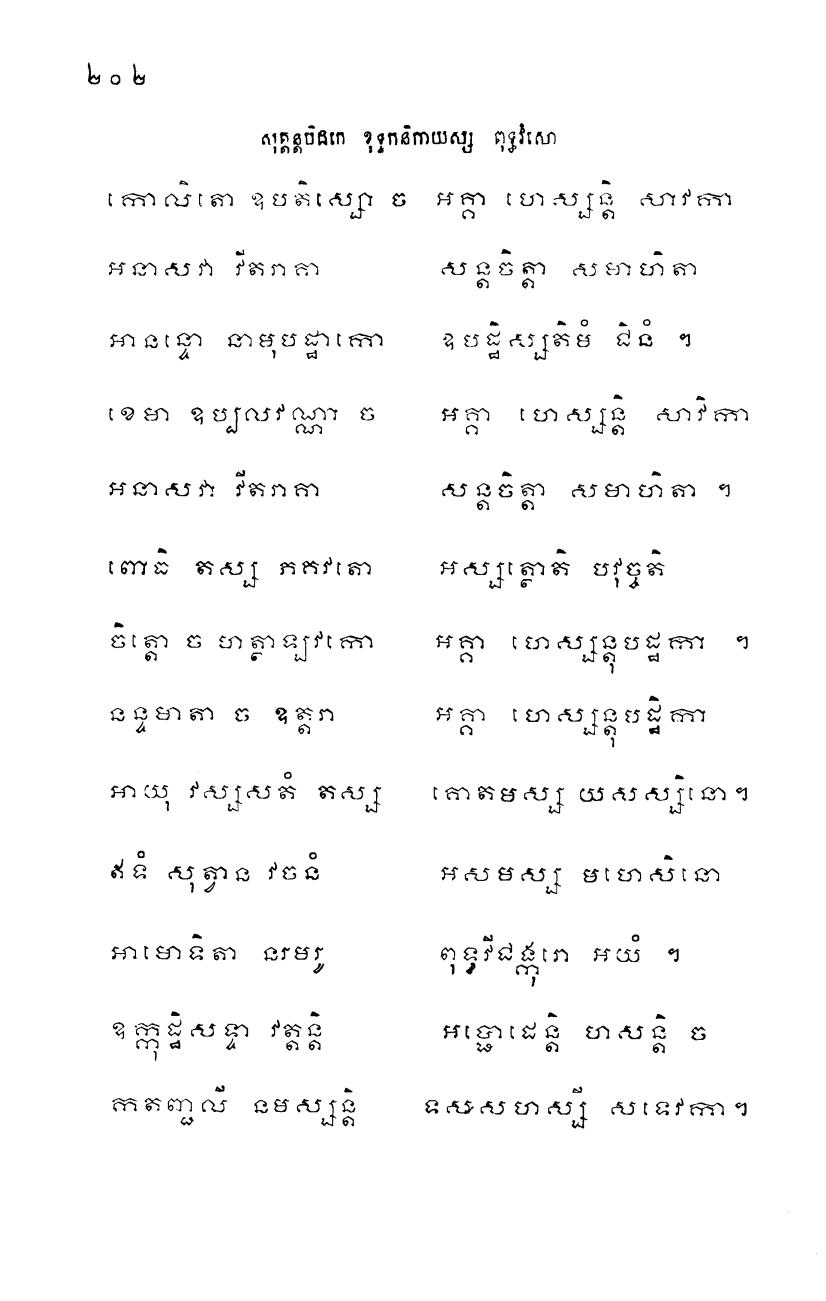 ២០២
សុត្តន្តបិដកេ ខុទ្ទកនិកាយស្ស ពុទ្ធវំសោ
កោលិតោ ឧបតិស្សោ ច អគ្គា ហេស្សន្តិ សាវកា
អនាសវា វីតរាគា សន្តចិត្តា សមាហិតា
អានន្ទោ នាមុបដ្ឋាកោ ឧបដ្ឋិស្សតិមំ ជិនំ ។
ខេមា ឧប្បលវណ្ណា ច អគ្គា ហេស្សន្តិ សាវិកា
អនាសវា វីតរាគា សន្តចិត្តា សមាហិតា ។
ពោធិ តស្ស ភគវតោ អស្សត្ថោតិ បវុច្ចតិ
ចិត្តោ ច ហត្ថាឡវកោ អគ្គា ហេស្សន្តុបដ្ឋកា ។
នន្ទមាតា ច ឧត្តរា អគ្គា ហេស្សន្តុបដ្ឋិកា
អាយុ វស្សសតំ តស្ស គោតមស្ស យសស្សិនោ។
ឥទំ សុត្វាន វចនំ អសមស្ស មហេសិនោ
អាមោទិតា នរមរូ ពុទ្ធវីជង្កុរោ អយំ ។
ឧក្កុដ្ឋិសទ្ទា វត្តន្តិ អប្ផោដេន្តិ ហសន្តិ ច
កតញ្ជលី នមស្សន្តិ ទសសហស្សី សទេវកា។